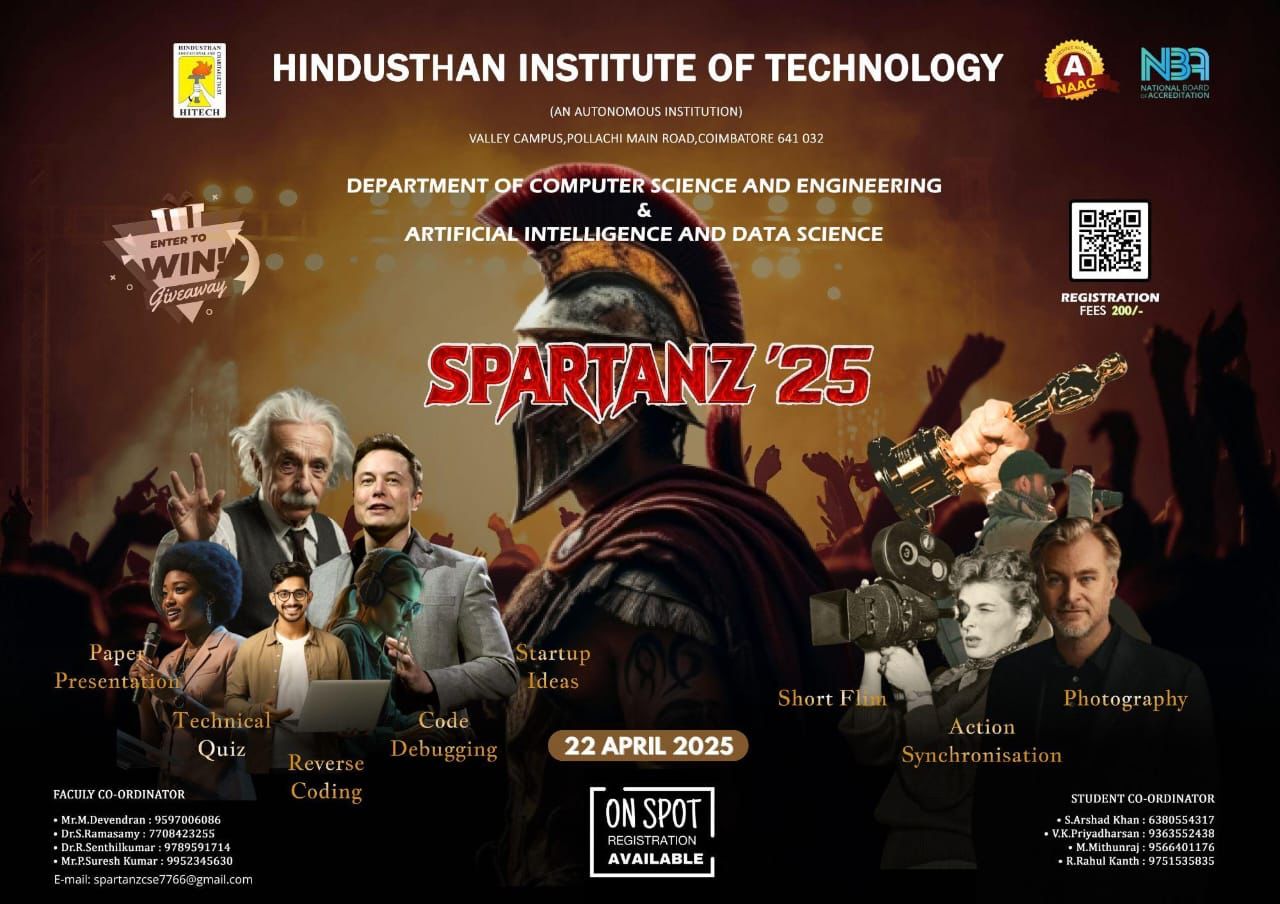 HINDUSTHAN
EDUCATIONAL AND
CHARITABLE TRUST
HITECH
HINDUSTHAN INSTITUTE OF TECHNOLOGY
(AN AUTONOMOUS INSTITUTION)
VALLEY CAMPUS,POLLACHI MAIN ROAD,COIMBATORE 641 032
A
NAAC
NBA
NATIONAL BOARD
OF ACCREDITATION
DEPARTMENT OF COMPUTER SCIENCE AND ENGINEERING
&
ARTIFICIAL INTELLIGENCE AND DATA SCIENCE
ENTER TO
WIN!
Giveaway
REGISTRATION
FEES 200/-
SPARTANZ '25
Paper
Presentation
Technical
Quiz
Reverse
Coding
Code
Debugging
Startup
Ideas
Short Flim
Action
Synchronisation
Photography
22 APRIL 2025
ON SPOT
REGISTRATION
AVAILABLE
FACULY CO-ORDINATOR
• Mr.M.Devendran : 9597006086
• Dr.S.Ramasamy : 7708423255
• Dr.R.Senthilkumar : 9789591714
• Mr.P.Suresh Kumar : 9952345630
E-mail: spartanzcse7766@gmail.com
STUDENT CO-ORDINATOR
• S.Arshad Khan : 6380554317
• V.K.Priyadharsan : 9363552438
• M.Mithunraj : 9566401176
• R.Rahul Kanth : 9751535835